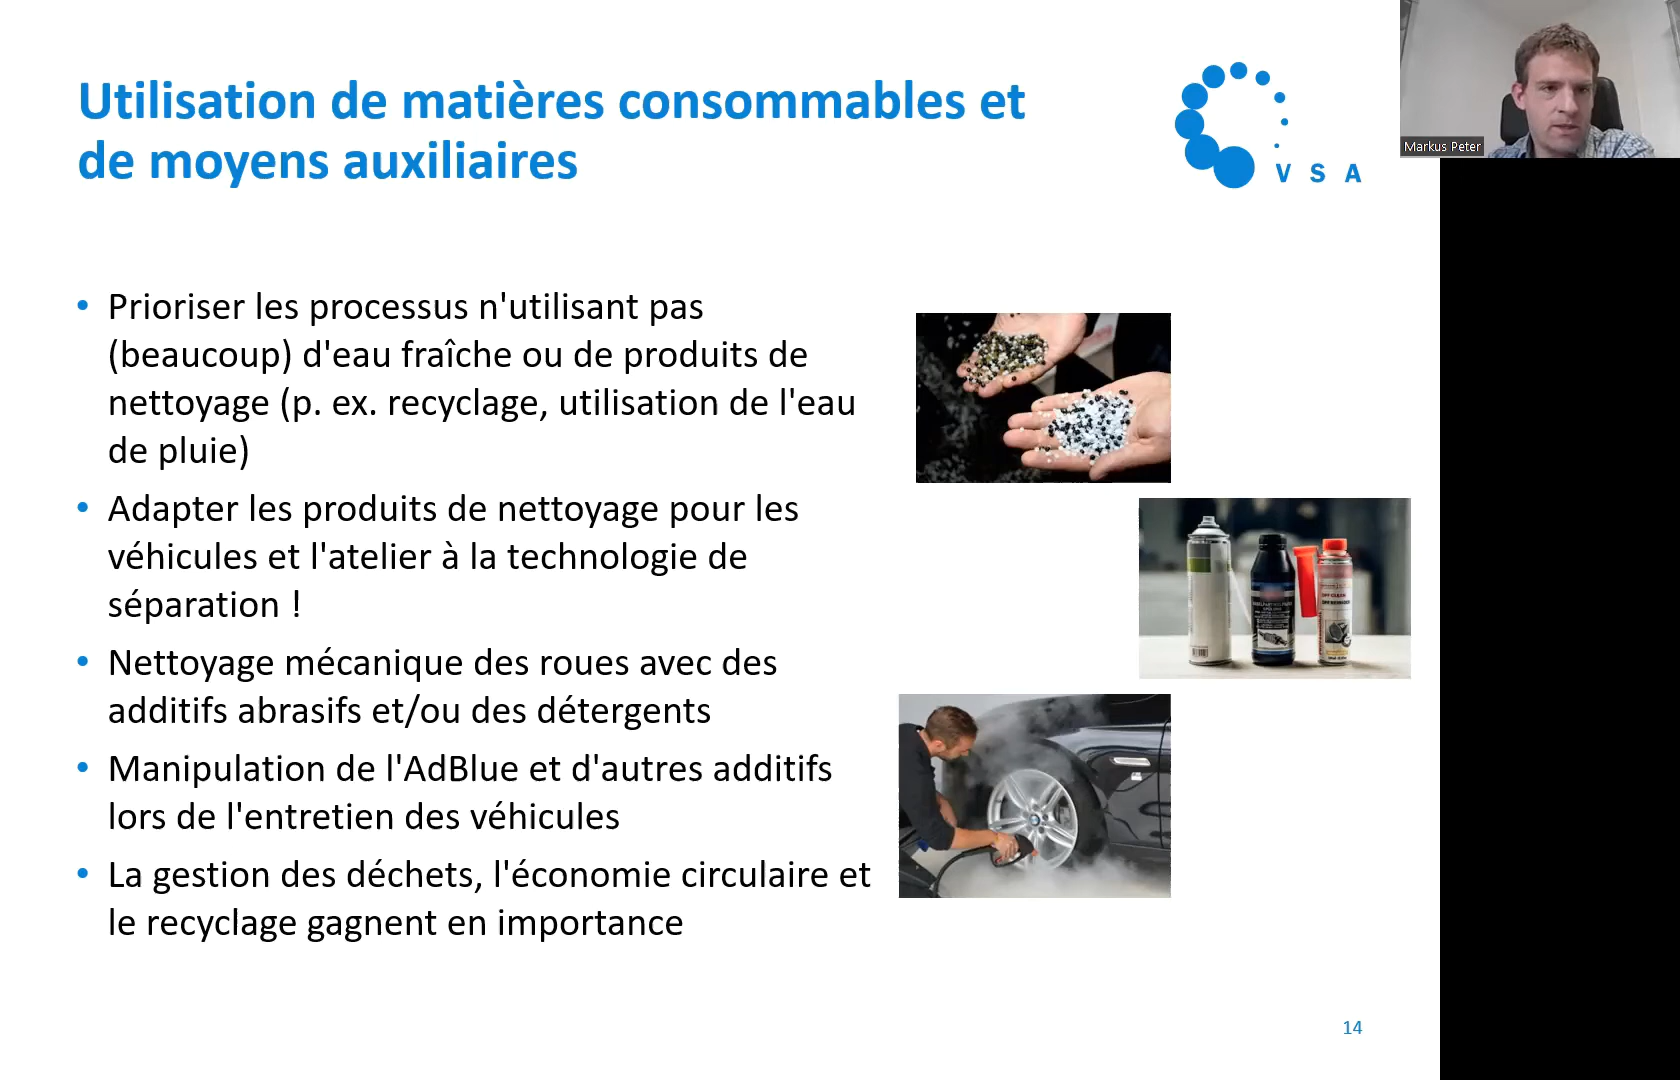 Utilisation de matières consommables et
de moyens auxiliaires
V S A
Markus Peter
• Prioriser les processus n'utilisant pas
(beaucoup) d'eau fraîche ou de produits de
nettoyage (p. ex. recyclage, utilisation de l'eau
de pluie)
• Adapter les produits de nettoyage pour les
véhicules et l'atelier à la technologie de
séparation !
• Nettoyage mécanique des roues avec des
additifs abrasifs et/ou des détergents
• Manipulation de l'AdBlue et d'autres additifs
lors de l'entretien des véhicules
• La gestion des déchets, l'économie circulaire et
le recyclage gagnent en importance
14